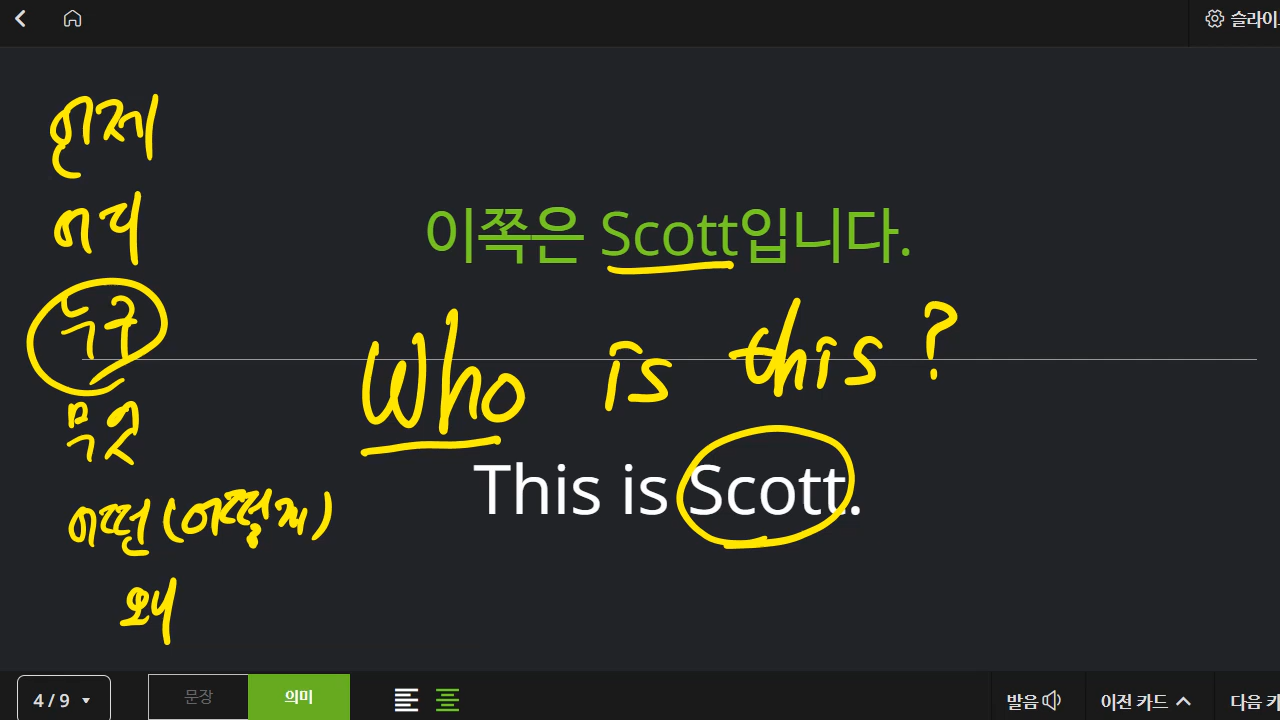 슬라이
언제
어디
이쪽은 Scott입니다.
누구
Who is this?
무엇
This is Scott.
어떤(어떻게)
왜
4 / 9
문장
의미
발음
이전 카드
다음